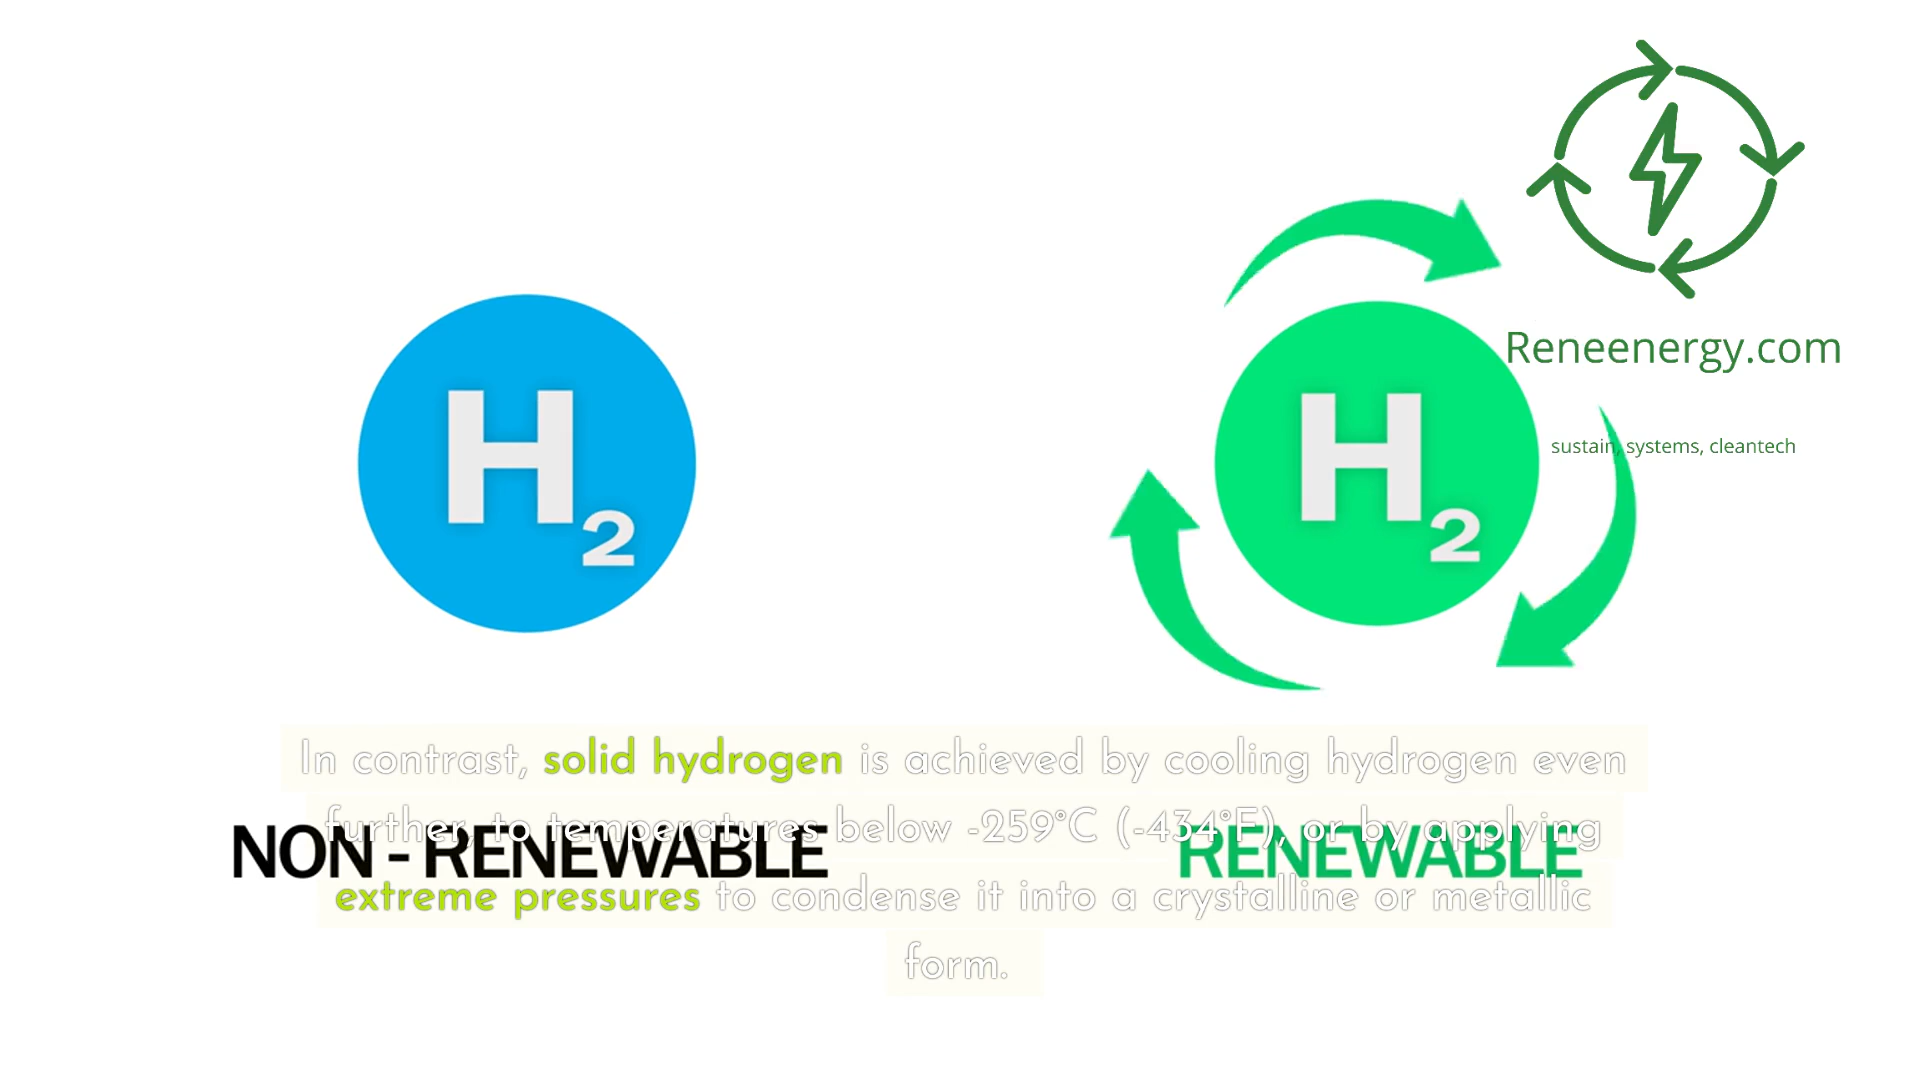 Reneenergy.com
sustain, systems, cleantech
H2
H2
In contrast, solid hydrogen is achieved by cooling hydrogen even
further, to temperatures below -259°C (-434°F), or by applying
extreme pressures to condense it into a crystalline or metallic
form.
NON - RENEWABLE
RENEWABLE